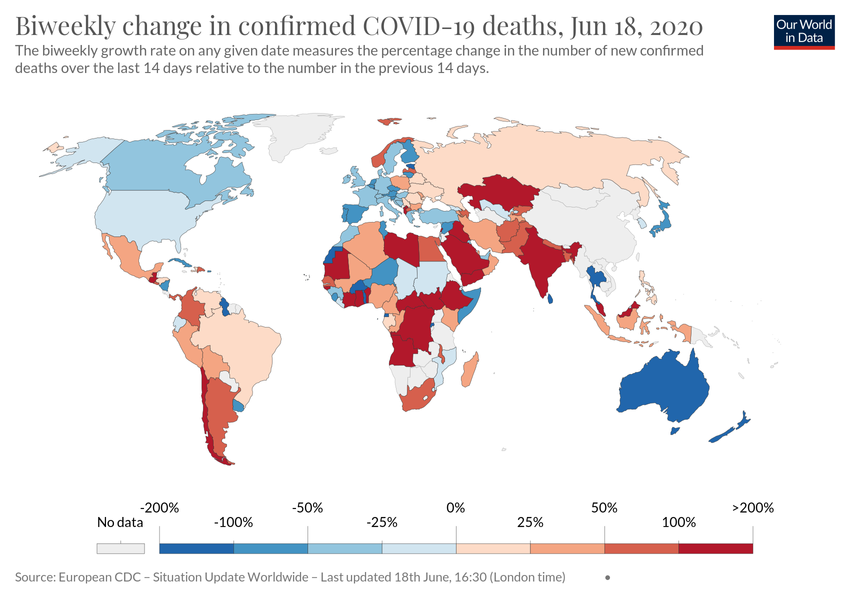 Biweekly change in confirmed COVID-19 deaths, Jun 18, 2020
Our World
in Data
The biweekly growth rate on any given date measures the percentage change in the number of new confirmed
deaths over the last 14 days relative to the number in the previous 14 days.
-200% -50% 0% 50% >200%
No data -100% -25% 25% 100%
Source: European CDC – Situation Update Worldwide – Last updated 18th June, 16:30 (London time)